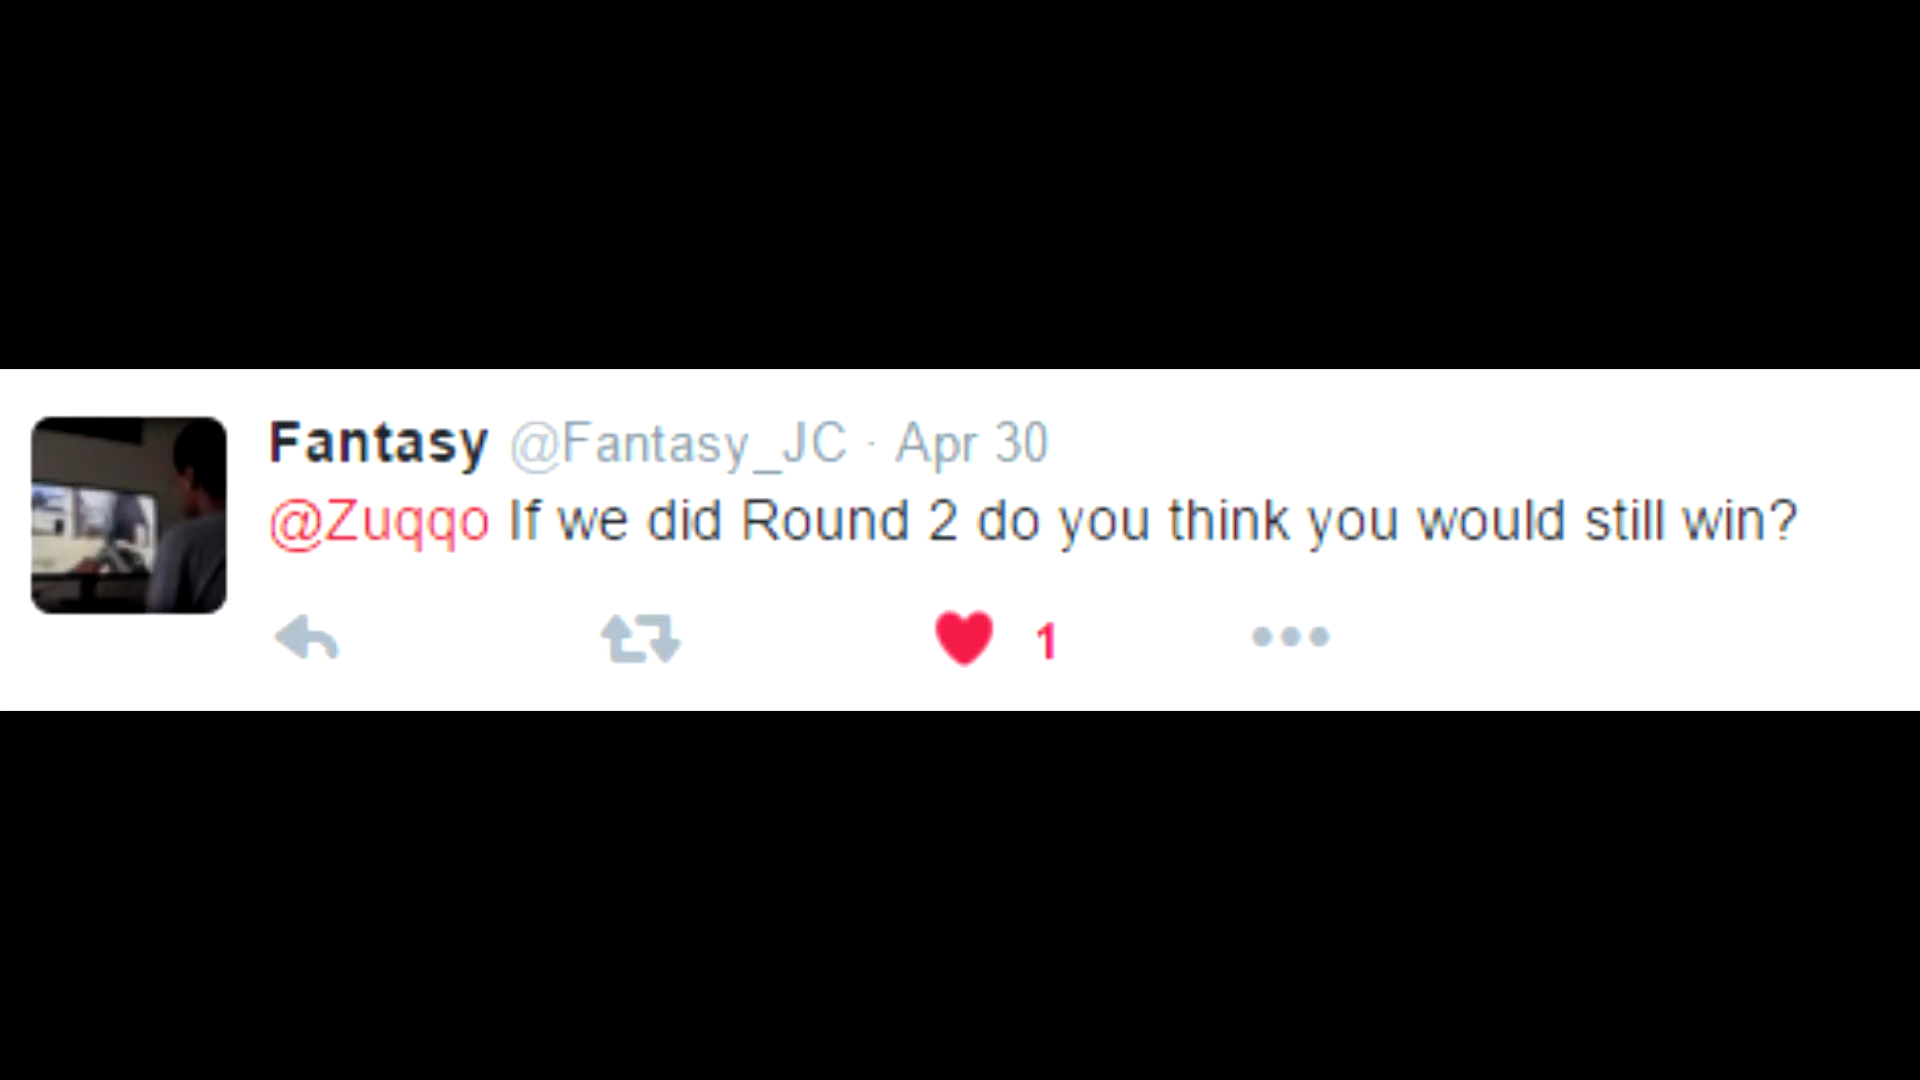 Fantasy @Fantasy_JC · Apr 30
@Zuqqo If we did Round 2 do you think you would still win?
1